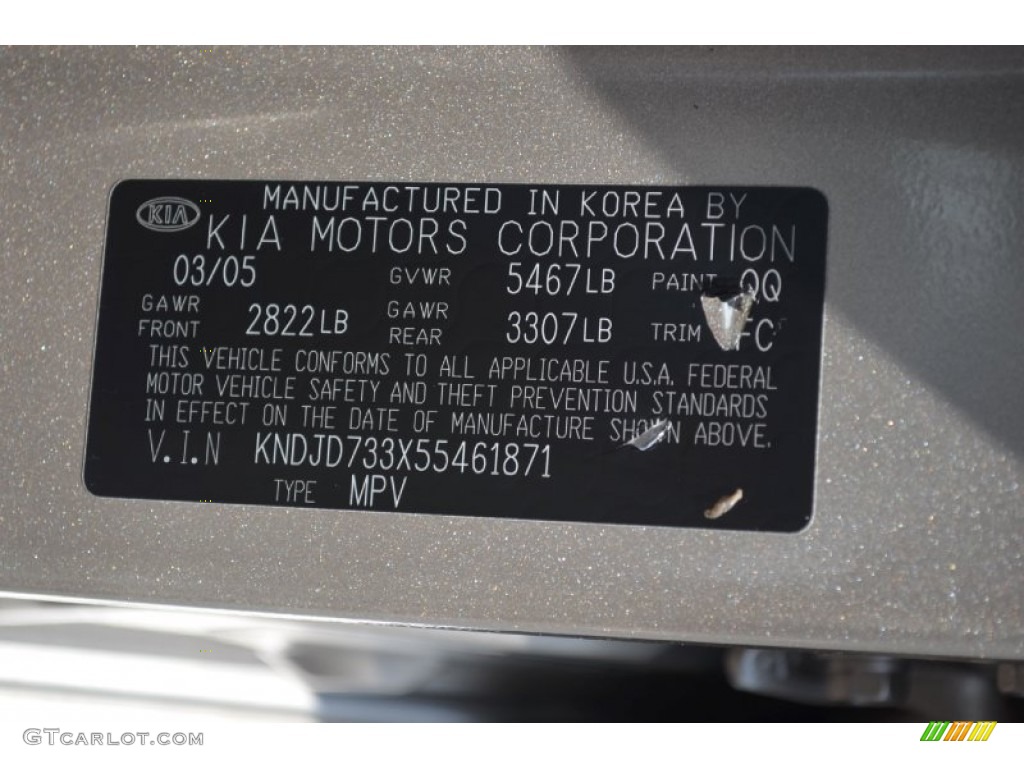 MANUFACTURED IN KOREA BY
KIA KIA MOTORS CORPORATION
03/05 GVWR 5467LB PAINT QQ
GAWR FRONT 2822LB GAWR REAR 3307LB TRIM FC
THIS VEHICLE CONFORMS TO ALL APPLICABLE U.S.A. FEDERAL
MOTOR VEHICLE SAFETY AND THEFT PREVENTION STANDARDS
IN EFFECT ON THE DATE OF MANUFACTURE SHOWN ABOVE.
V.I.N KNDJD733X55461871
TYPE MPV
GTCARLOT.COM